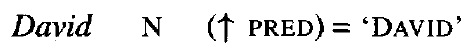 David N (↑ PRED) = ‘DAVID’